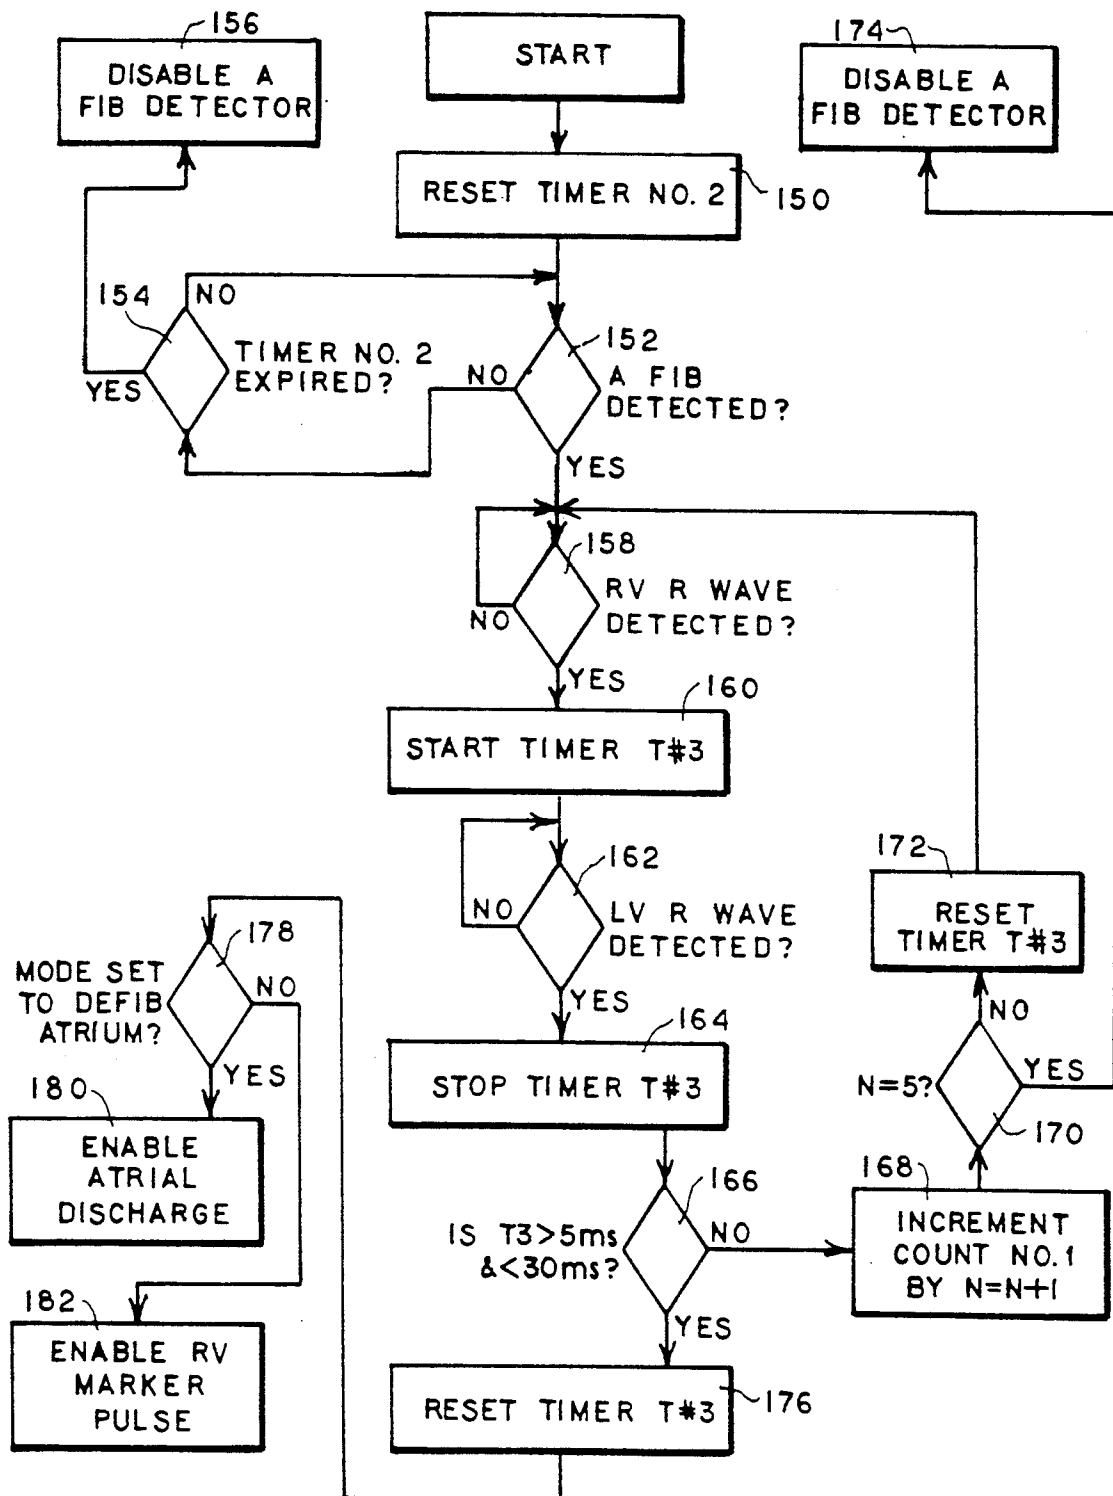 156
DISABLE A
FIB DETECTOR
START
174
DISABLE A
FIB DETECTOR
RESET TIMER NO. 2
150
154
NO
TIMER NO. 2
EXPIRED?
YES
152
NO
A FIB
DETECTED?
YES
158
RV R WAVE
DETECTED?
NO
YES
160
START TIMER T#3
162
NO
LV R WAVE
DETECTED?
YES
164
STOP TIMER T#3
166
IS T3>5ms
&<30ms?
NO
YES
168
INCREMENT
COUNT NO.1
BY N=N+1
170
N=5?
YES
NO
172
RESET
TIMER T#3
RESET TIMER T#3
176
178
MODE SET
TO DEFIB
ATRIUM?
NO
YES
180
ENABLE
ATRIAL
DISCHARGE
182
ENABLE RV
MARKER
PULSE